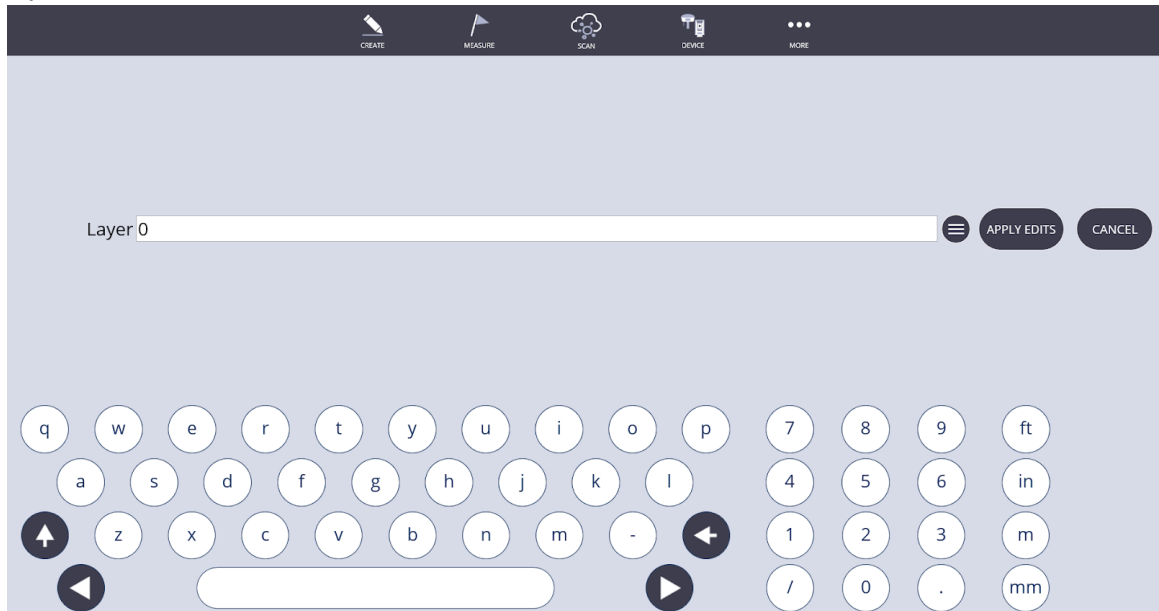 CREATE MEASURE SCAN DEVICE MORE
Layer 0 APPLY EDITS CANCEL
q w e r t y u i o p 7 8 9 ft
a s d f g h j k l 4 5 6 in
z x c v b n m - 1 2 3 m
/ 0 . mm